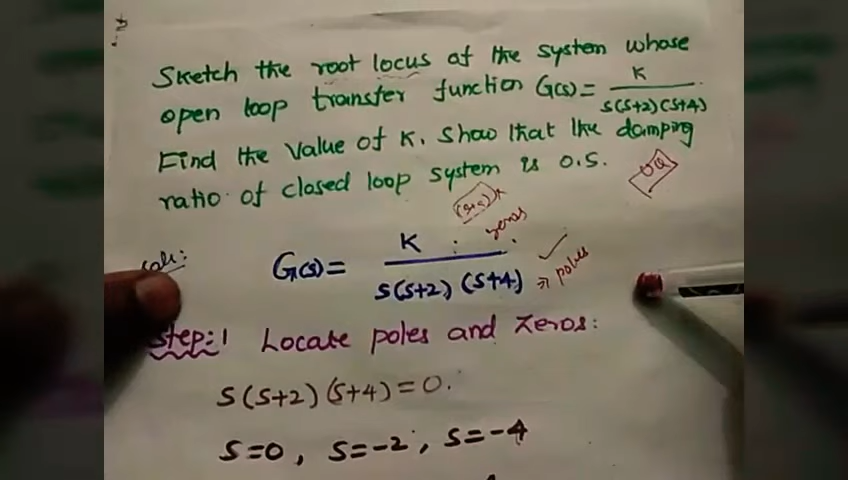 Sketch the root locus of the system whose
open loop transfer function G(s)= K / s(s+2)(s+4)
Find the value of K. Show that the damping
ratio of closed loop system is 0.5.
UQ
(s+a)k
zeros
Soln:
G(s)= K / s(s+2)(s+4) ⇒ poles
Step:1 Locate poles and Zeros:
s(s+2)(s+4)=0.
s=0, s=-2, s=-4